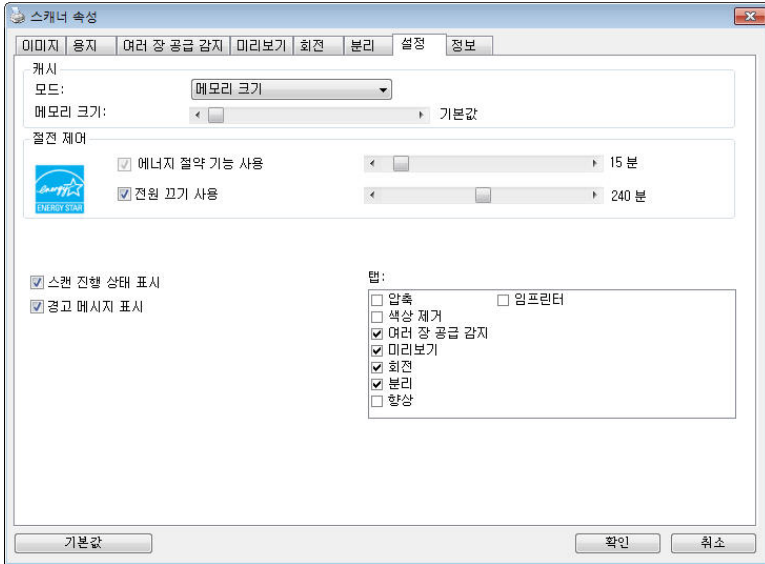 스캐너 속성
이미지 용지 여러 장 공급 감지 미리보기 회전 분리 설정 정보
캐시
모드: 메모리 크기
메모리 크기: 기본값
절전 제어
에너지 절약 기능 사용 15 분
전원 끄기 사용 240 분
energy
ENERGY STAR
탭:
스캔 진행 상태 표시
경고 메시지 표시
압축 임프린터
색상 제거
여러 장 공급 감지
미리보기
회전
분리
향상
기본값 확인 취소